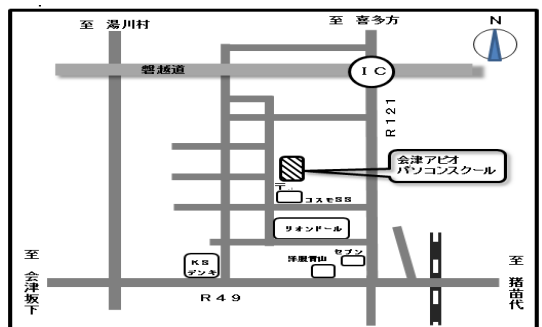 至 湯川村
至 喜多方
N
磐越道
IC
R121
会津アピオ
パソコンスクール
〒
コスモSS
リオンドール
セブン
洋服青山
KS
デンキ
至 会津坂下
至 猪苗代
R49